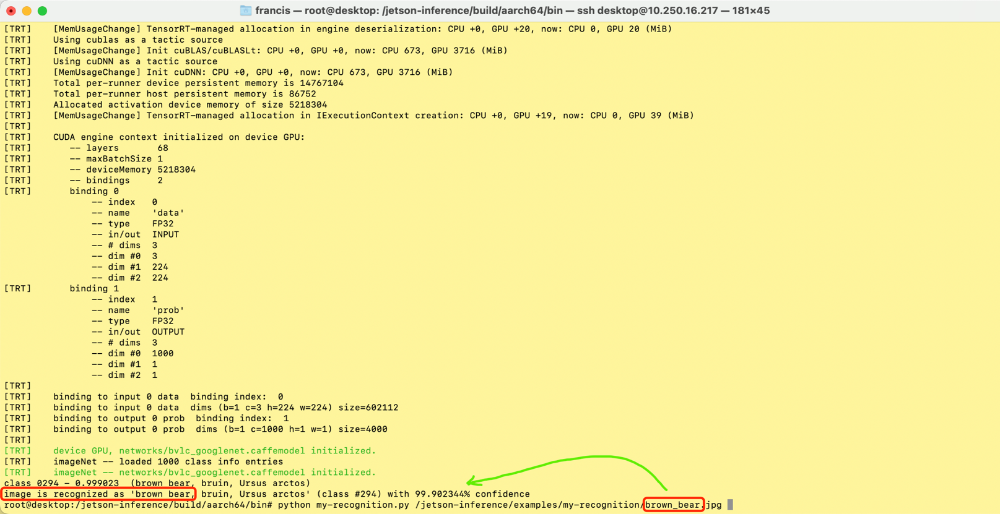 francis — root@desktop: /jetson-inference/build/aarch64/bin — ssh desktop@10.250.16.217 — 181×45
[TRT]    [MemUsageChange] TensorRT-managed allocation in engine deserialization: CPU +0, GPU +20, now: CPU 0, GPU 20 (MiB)
[TRT]    Using cublas as a tactic source
[TRT]    [MemUsageChange] Init cuBLAS/cuBLASLt: CPU +0, GPU +0, now: CPU 673, GPU 3716 (MiB)
[TRT]    Using cuDNN as a tactic source
[TRT]    [MemUsageChange] Init cuDNN: CPU +0, GPU +0, now: CPU 673, GPU 3716 (MiB)
[TRT]    Total per-runner device persistent memory is 14767104
[TRT]    Total per-runner host persistent memory is 86752
[TRT]    Allocated activation device memory of size 5218304
[TRT]    [MemUsageChange] TensorRT-managed allocation in IExecutionContext creation: CPU +0, GPU +19, now: CPU 0, GPU 39 (MiB)
[TRT]
[TRT]    CUDA engine context initialized on device GPU:
[TRT]       -- layers       68
[TRT]       -- maxBatchSize 1
[TRT]       -- deviceMemory 5218304
[TRT]       -- bindings     2
[TRT]       binding 0
                -- index   0
                -- name    'data'
                -- type    FP32
                -- in/out  INPUT
                -- # dims  3
                -- dim #0  3
                -- dim #1  224
                -- dim #2  224
[TRT]       binding 1
                -- index   1
                -- name    'prob'
                -- type    FP32
                -- in/out  OUTPUT
                -- # dims  3
                -- dim #0  1000
                -- dim #1  1
                -- dim #2  1
[TRT]
[TRT]    binding to input 0 data  binding index:  0
[TRT]    binding to input 0 data  dims (b=1 c=3 h=224 w=224) size=602112
[TRT]    binding to output 0 prob  binding index:  1
[TRT]    binding to output 0 prob  dims (b=1 c=1000 h=1 w=1) size=4000
[TRT]
[TRT]    device GPU, networks/bvlc_googlenet.caffemodel initialized.
[TRT]    imageNet -- loaded 1000 class info entries
[TRT]    imageNet -- networks/bvlc_googlenet.caffemodel initialized.
class 0294 - 0.999023  (brown bear, bruin, Ursus arctos)
image is recognized as 'brown bear, bruin, Ursus arctos' (class #294) with 99.902344% confidence
root@desktop:/jetson-inference/build/aarch64/bin# python my-recognition.py /jetson-inference/examples/my-recognition/brown_bear.jpg